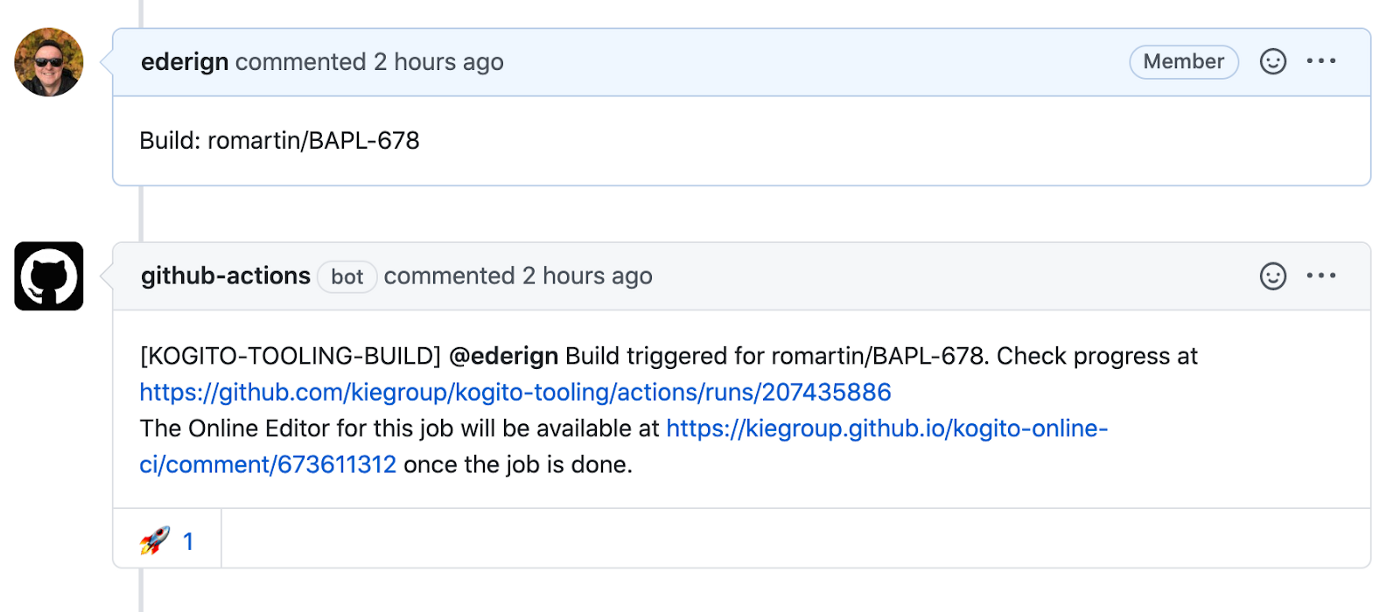 ederign commented 2 hours ago Member
Build: romartin/BAPL-678
github-actions bot commented 2 hours ago
[KOGITO-TOOLING-BUILD] @ederign Build triggered for romartin/BAPL-678. Check progress at
https://github.com/kiegroup/kogito-tooling/actions/runs/207435886
The Online Editor for this job will be available at https://kiegroup.github.io/kogito-online-
ci/comment/673611312 once the job is done.
🚀 1